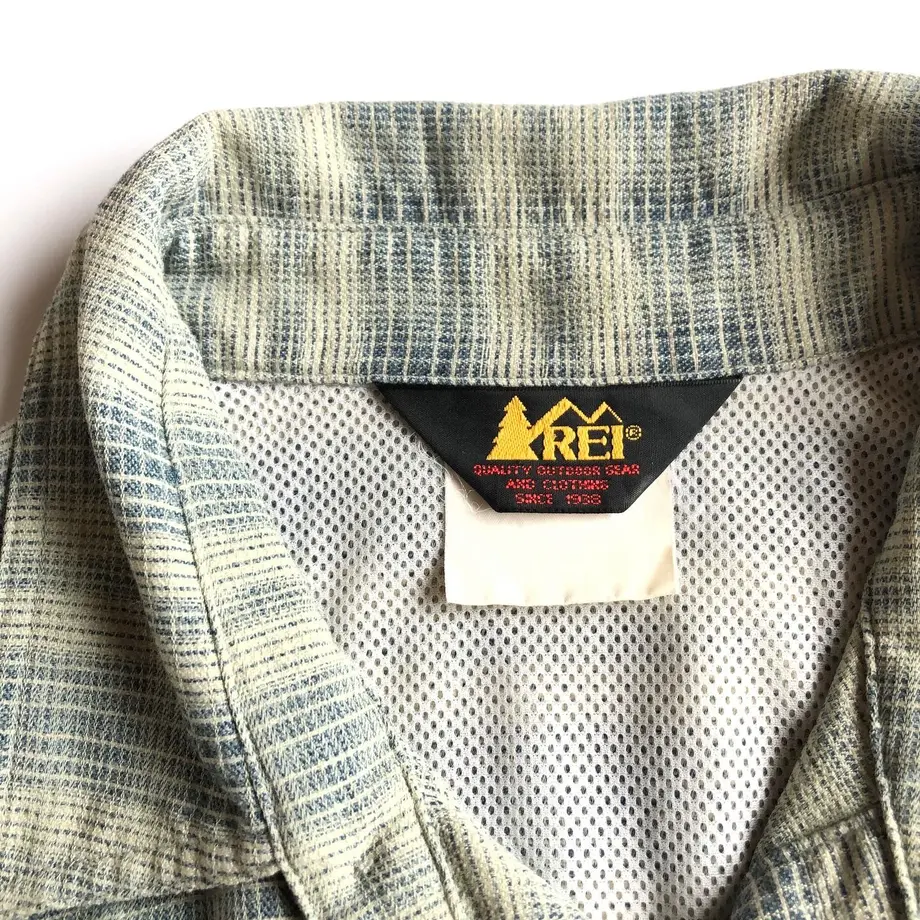 REI®
QUALITY OUTDOOR GEAR
AND CLOTHING
SINCE 1938